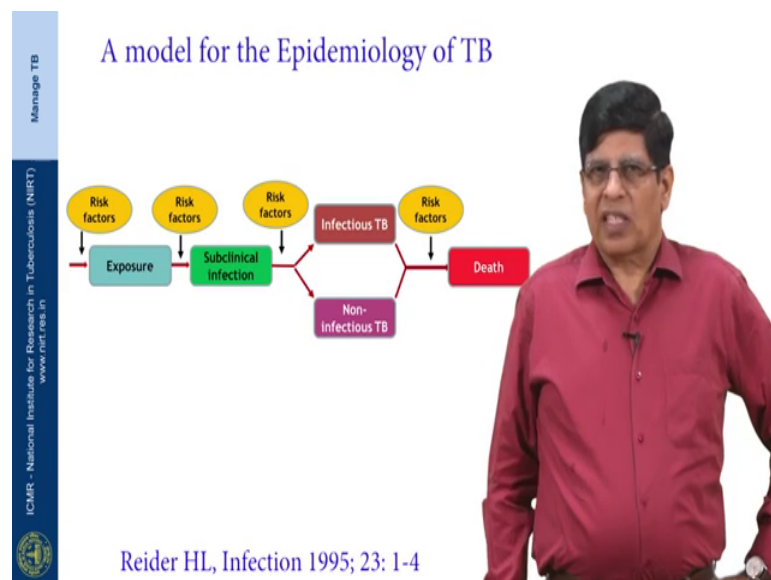 A model for the Epidemiology of TB
Manage TB
ICMR - National Institute for Research in Tuberculosis (NIRT)
www.nirt.res.in
Risk
factors
Risk
factors
Risk
factors
Risk
factors
Exposure
Subclinical
infection
Infectious TB
Non-
infectious TB
Death
Reider HL, Infection 1995; 23: 1-4